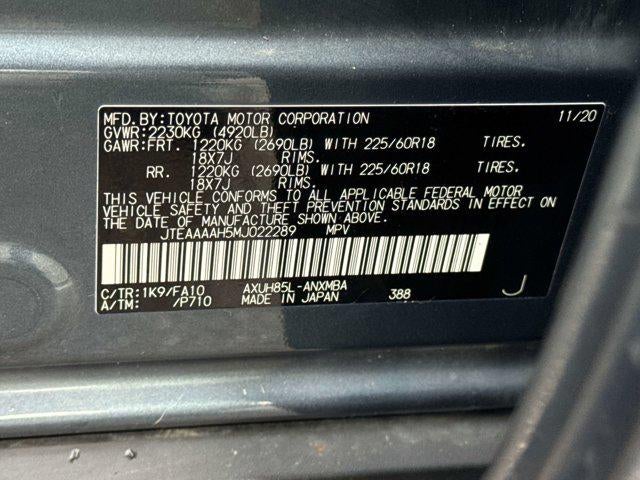 MFD.BY:TOYOTA MOTOR CORPORATION 11/20
GVWR:2230KG (4920LB)
GAWR:FRT. 1220KG (2690LB) WITH 225/60R18 TIRES.
18X7J RIMS.
RR. 1220KG (2690LB) WITH 225/60R18 TIRES.
18X7J RIMS.
THIS VEHICLE CONFORMS TO ALL APPLICABLE FEDERAL MOTOR
VEHICLE SAFETY AND THEFT PREVENTION STANDARDS IN EFFECT ON
THE DATE OF MANUFACTURE SHOWN ABOVE.
JTEAAAAH5MJ022289 MPV
C/TR:1K9/FA10 AXUH85L-ANXMBA
A/TM: /P710 MADE IN JAPAN 388 J